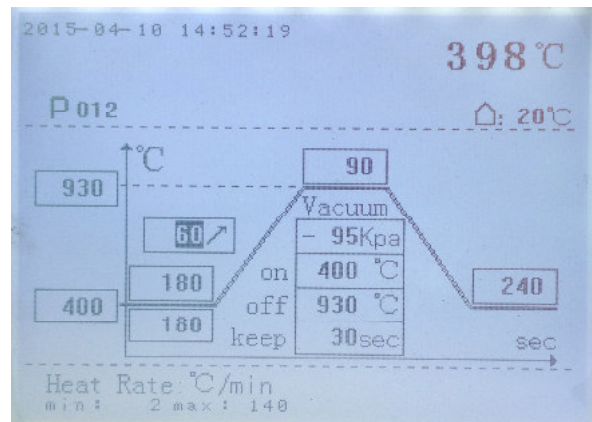 2015-04-10 14:52:19
398℃
P 012
: 20℃
℃
930
90
Vacuum
- 95Kpa
60
180
on 400 ℃
240
400
off 930 ℃
180
keep 30sec
sec
Heat Rate ℃/min
min: 2 max: 140